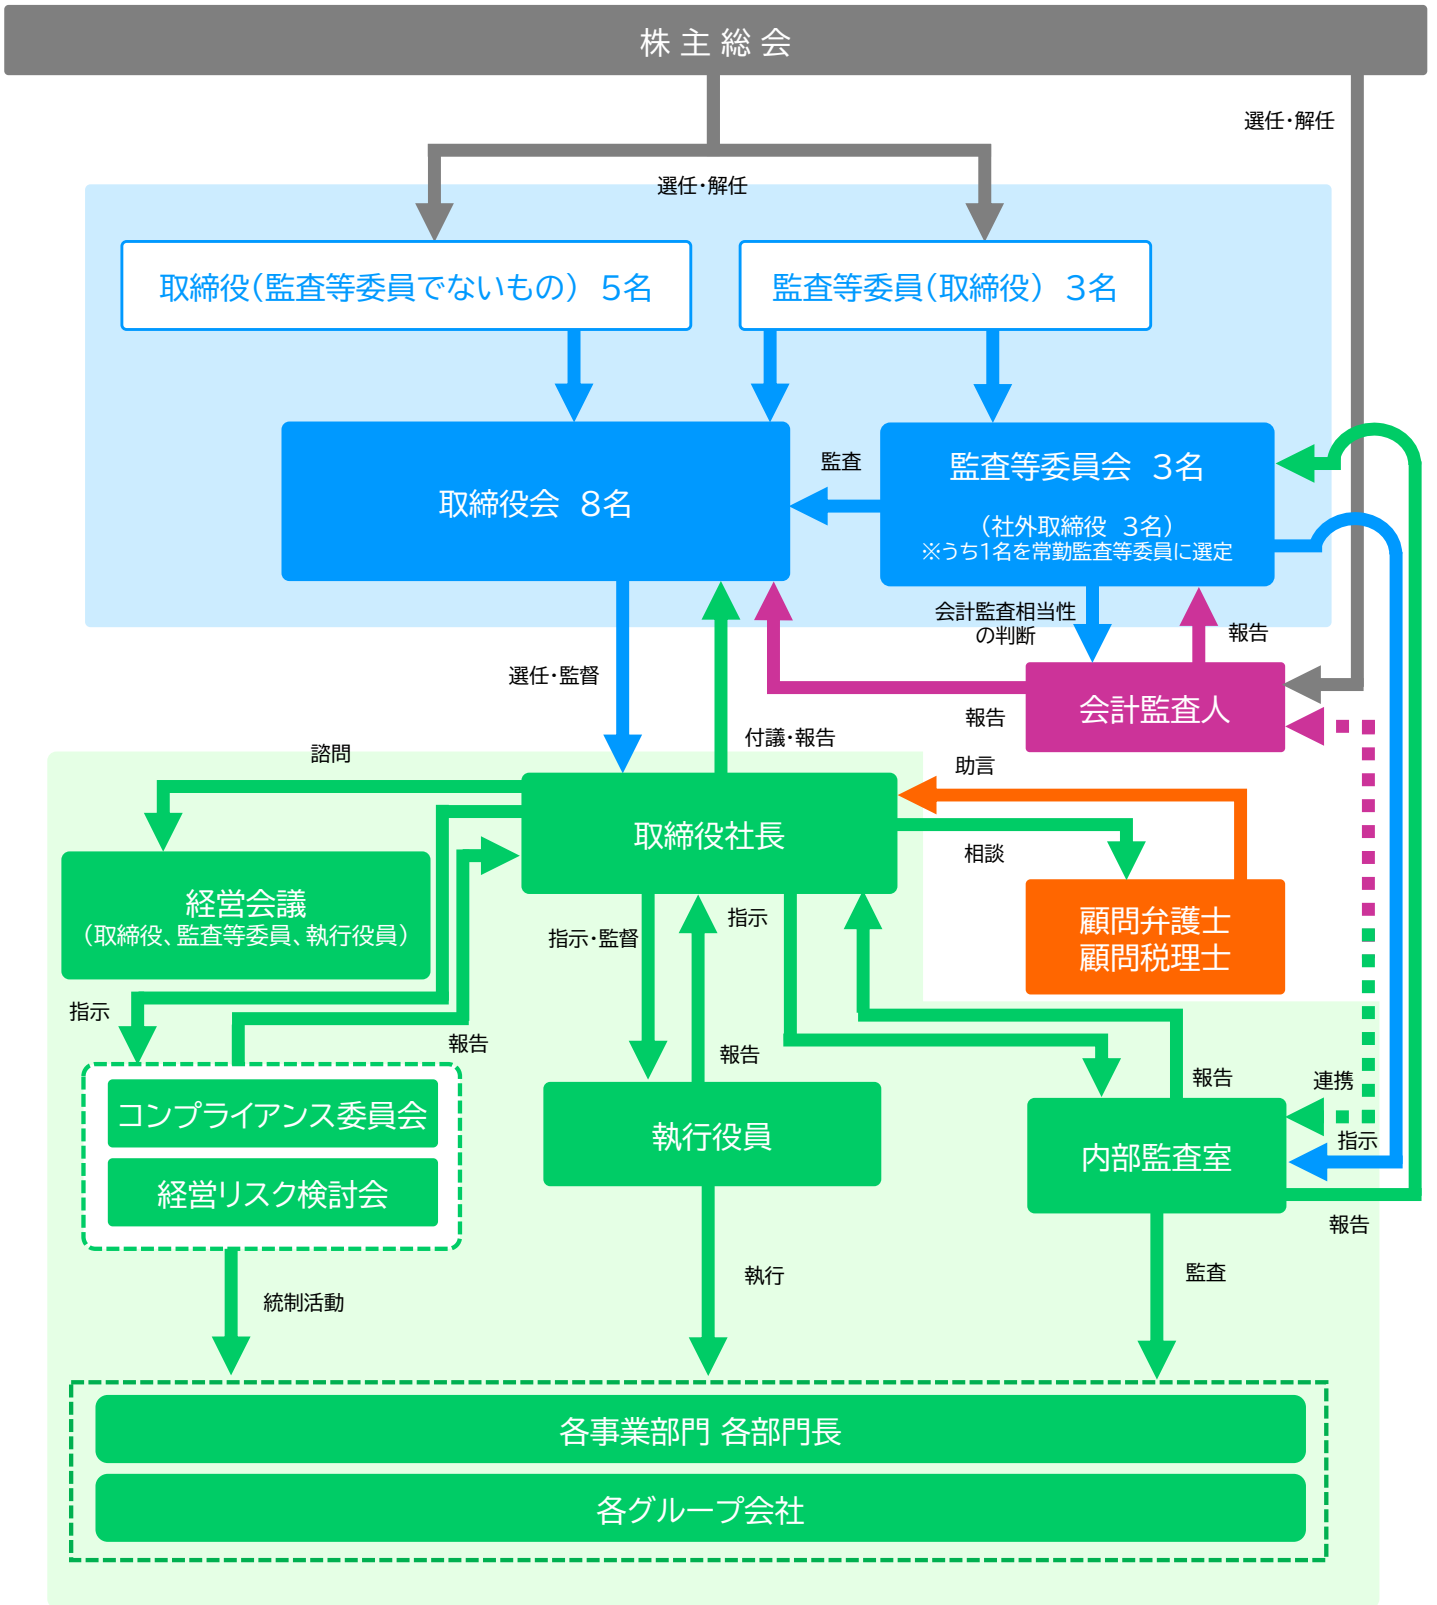 株 主 総 会
選任・解任
選任・解任
取締役(監査等委員でないもの) 5名
監査等委員(取締役) 3名
監査
取締役会 8名
監査等委員会 3名
(社外取締役 3名)
※うち1名を常勤監査等委員に選定
会計監査相当性
の判断
報告
選任・監督
会計監査人
報告
付議・報告
諮問
助言
取締役社長
相談
経営会議
(取締役、監査等委員、執行役員)
顧問弁護士
顧問税理士
指示・監督
指示
指示
報告
報告
報告
連携
コンプライアンス委員会
経営リスク検討会
執行役員
内部監査室
指示
報告
統制活動
執行
監査
各事業部門 各部門長
各グループ会社